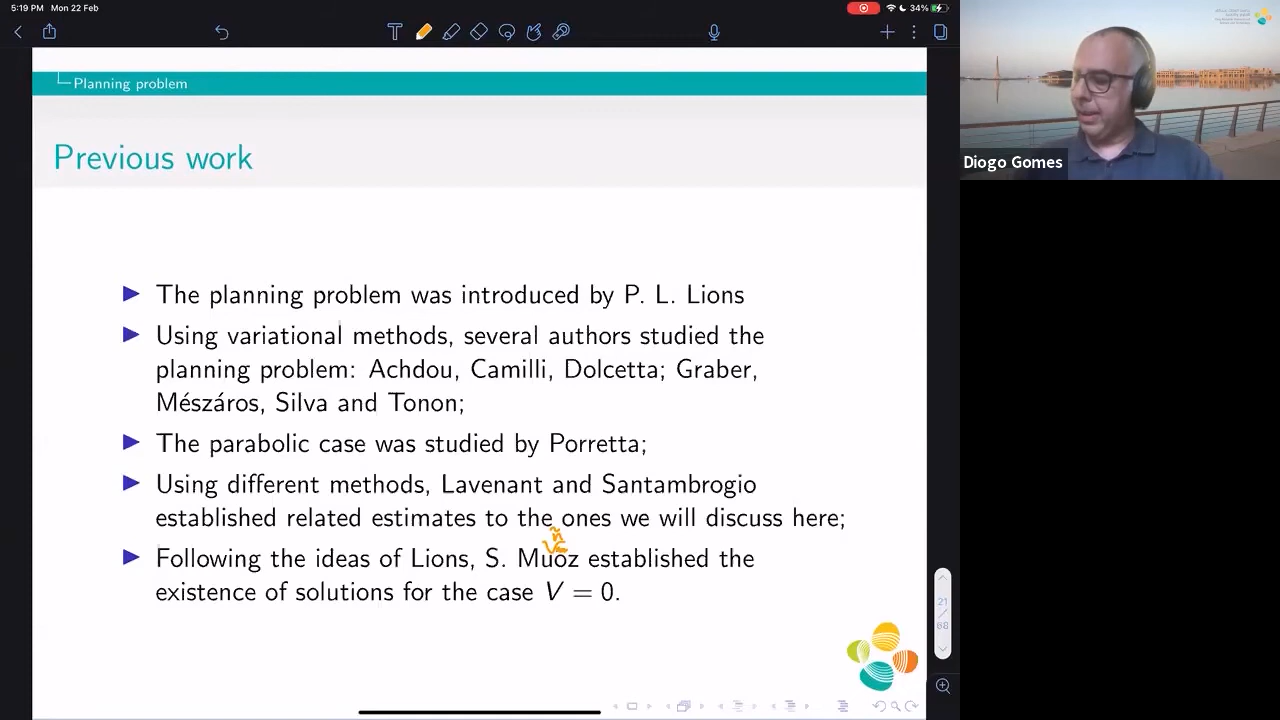 5:19 PM Mon 22 Feb
34%
Planning problem
Previous work
The planning problem was introduced by P. L. Lions
Using variational methods, several authors studied the
planning problem: Achdou, Camilli, Dolcetta; Graber,
Mészáros, Silva and Tonon;
The parabolic case was studied by Porretta;
Using different methods, Lavenant and Santambrogio
established related estimates to the ones we will discuss here;
ñ
Following the ideas of Lions, S. Muoz established the
existence of solutions for the case V = 0.
21
/
68
Diogo Gomes